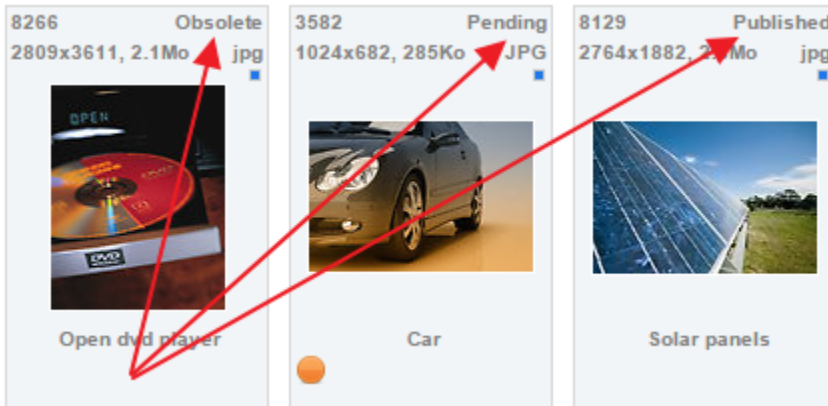 8266 Obsolete
2809x3611, 2.1Mo jpg
OPEN
DVD
DVD
Open dvd player
3582 Pending
1024x682, 285Ko JPG
Car
8129 Published
2764x1882, jpg
Solar panels